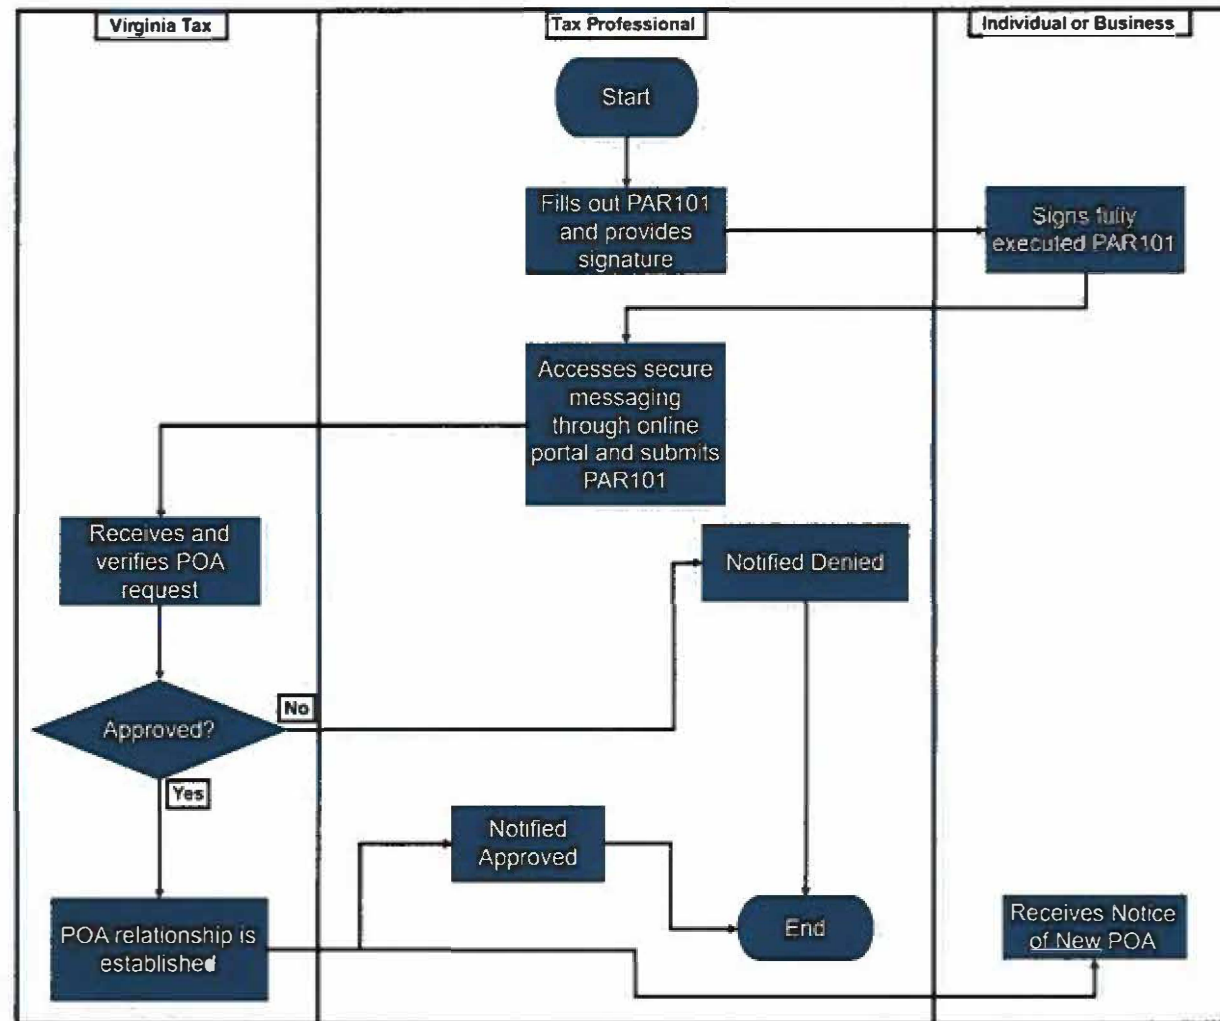 Virginia Tax
Tax Professional
Individual or Business
Start
Fills out PAR101
and provides
signature
Signs fully
executed PAR101
Accesses secure
messaging
through online
portal and submits
PAR101
Receives and
verifies POA
request
Notified Denied
No
Approved?
Yes
Notified
Approved
POA relationship is
established
End
Receives Notice
of New POA